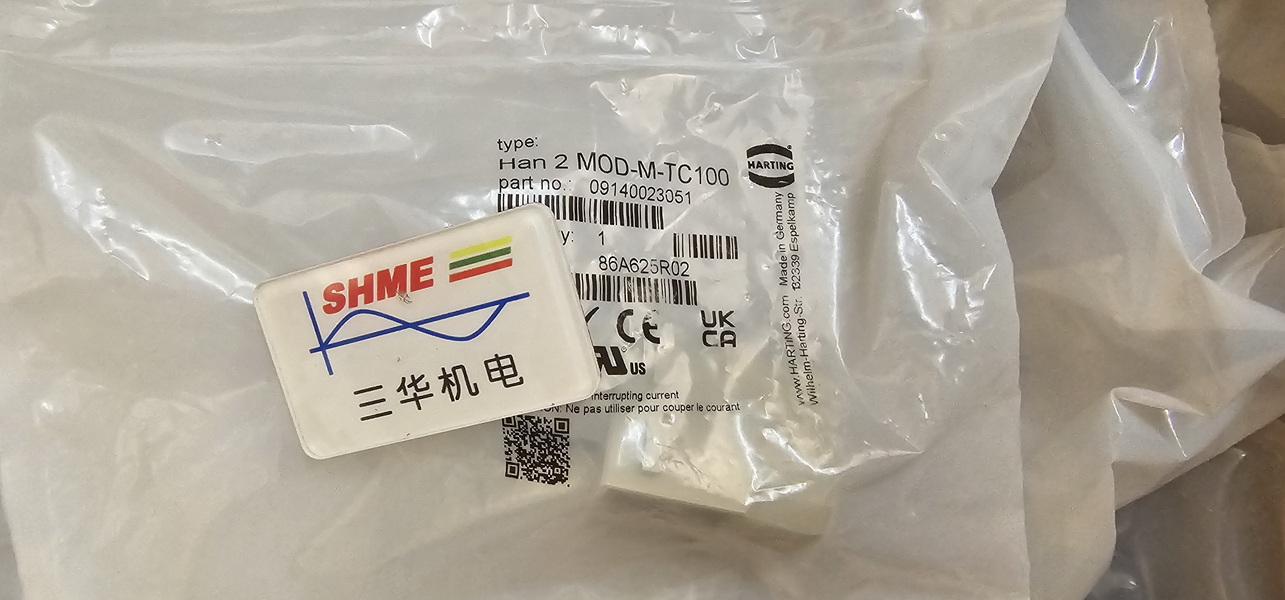 type:
Han 2 MOD-M-TC100
part no.: 09140023051
HARTING
y: 1
86A625R02
CE
UK
CA
US
interrupting current
ON: Ne pas utiliser pour couper le courant
www.HARTING.com Made in Germany
Wilhelm-Harting-Str. 32339 Espelkamp
SHME
三华机电